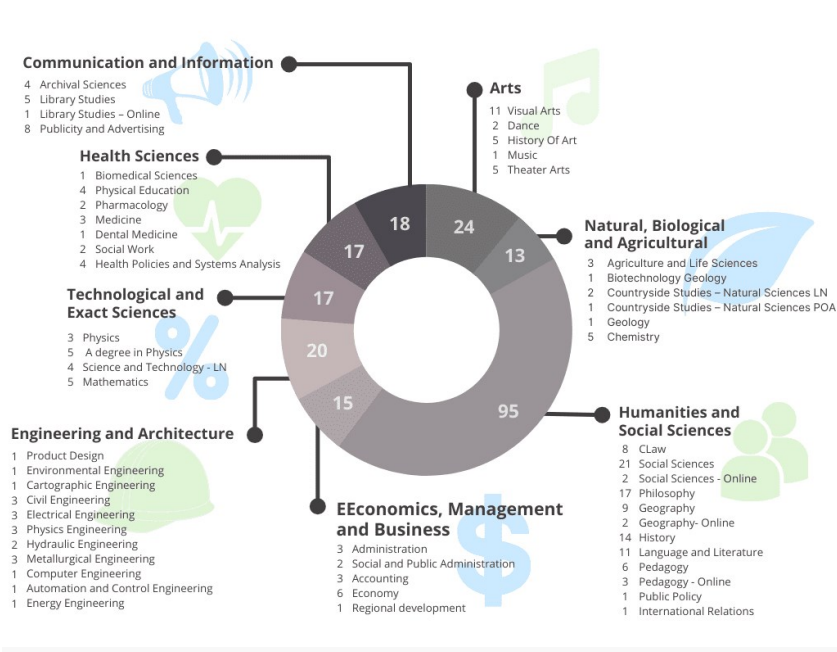 Communication and Information
4 Archival Sciences
5 Library Studies
1 Library Studies – Online
8 Publicity and Advertising
Health Sciences
1 Biomedical Sciences
4 Physical Education
2 Pharmacology
3 Medicine
1 Dental Medicine
2 Social Work
4 Health Policies and Systems Analysis
Technological and
Exact Sciences
3 Physics
5 A degree in Physics
4 Science and Technology - LN
5 Mathematics
Engineering and Architecture
1 Product Design
1 Environmental Engineering
1 Cartographic Engineering
3 Civil Engineering
3 Electrical Engineering
3 Physics Engineering
2 Hydraulic Engineering
3 Metallurgical Engineering
1 Computer Engineering
1 Automation and Control Engineering
1 Energy Engineering
18
24
17
13
17
20
15
95
EEconomics, Management
and Business
3 Administration
2 Social and Public Administration
3 Accounting
6 Economy
1 Regional development
Arts
11 Visual Arts
2 Dance
5 History Of Art
1 Music
5 Theater Arts
Natural, Biological
and Agricultural
3 Agriculture and Life Sciences
1 Biotechnology Geology
2 Countryside Studies – Natural Sciences LN
1 Countryside Studies – Natural Sciences POA
1 Geology
5 Chemistry
Humanities and
Social Sciences
8 CLaw
21 Social Sciences
2 Social Sciences - Online
17 Philosophy
9 Geography
2 Geography- Online
14 History
11 Language and Literature
6 Pedagogy
3 Pedagogy - Online
1 Public Policy
1 International Relations
%
$